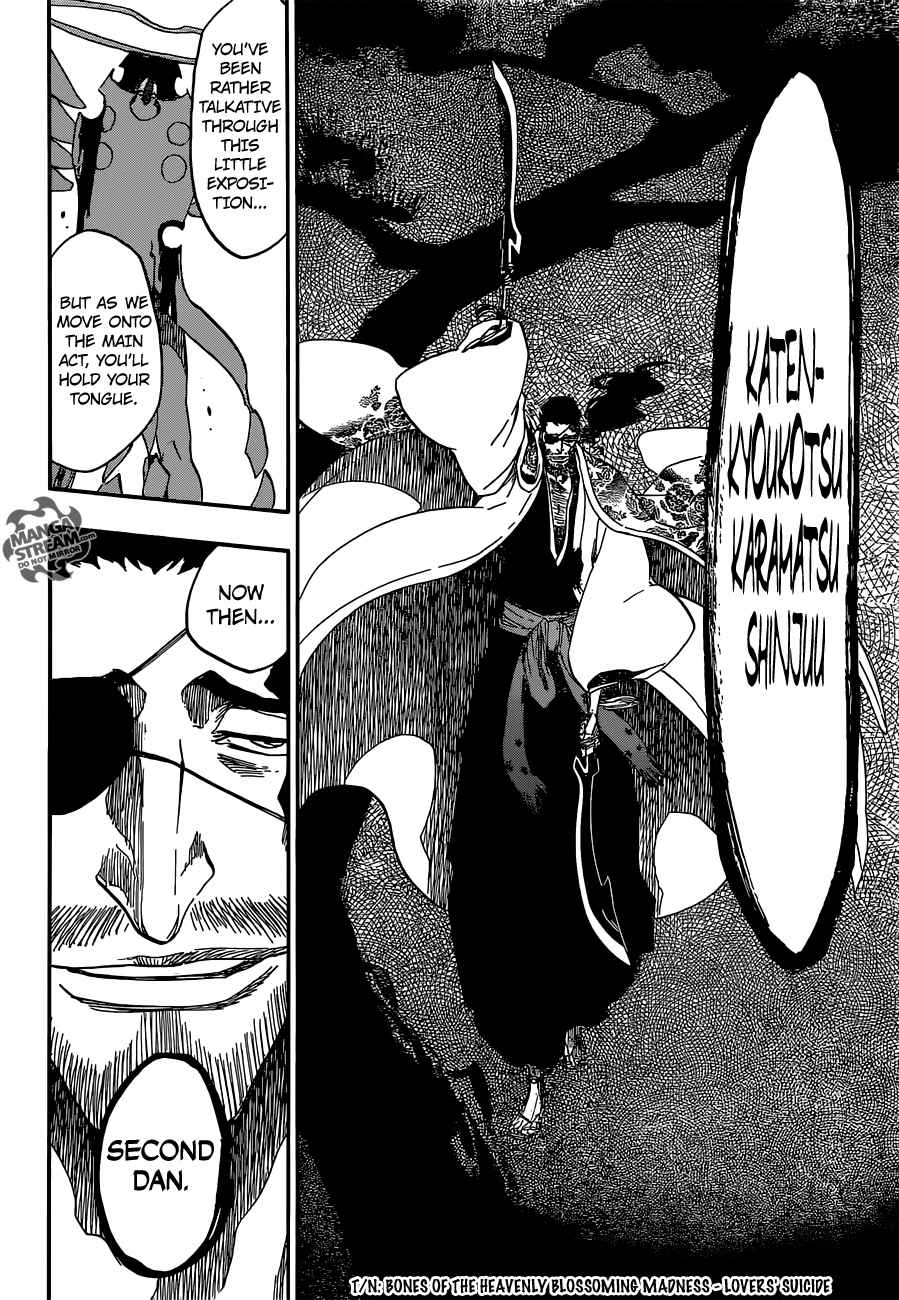 KATEN-
KYOUKOTSU
KARAMATSU
SHINJUU
YOU'VE
BEEN
RATHER
TALKATIVE
THROUGH
THIS
LITTLE
EXPOSI-
TION...
BUT AS WE
MOVE ONTO
THE MAIN
ACT, YOU'LL
HOLD YOUR
TONGUE.
MANGA
STREAM.com
DO NOT MIRROR
NOW
THEN...
SECOND
DAN.
T/N: BONES OF THE HEAVENLY BLOSSOMING MADNESS - LOVERS' SUICIDE